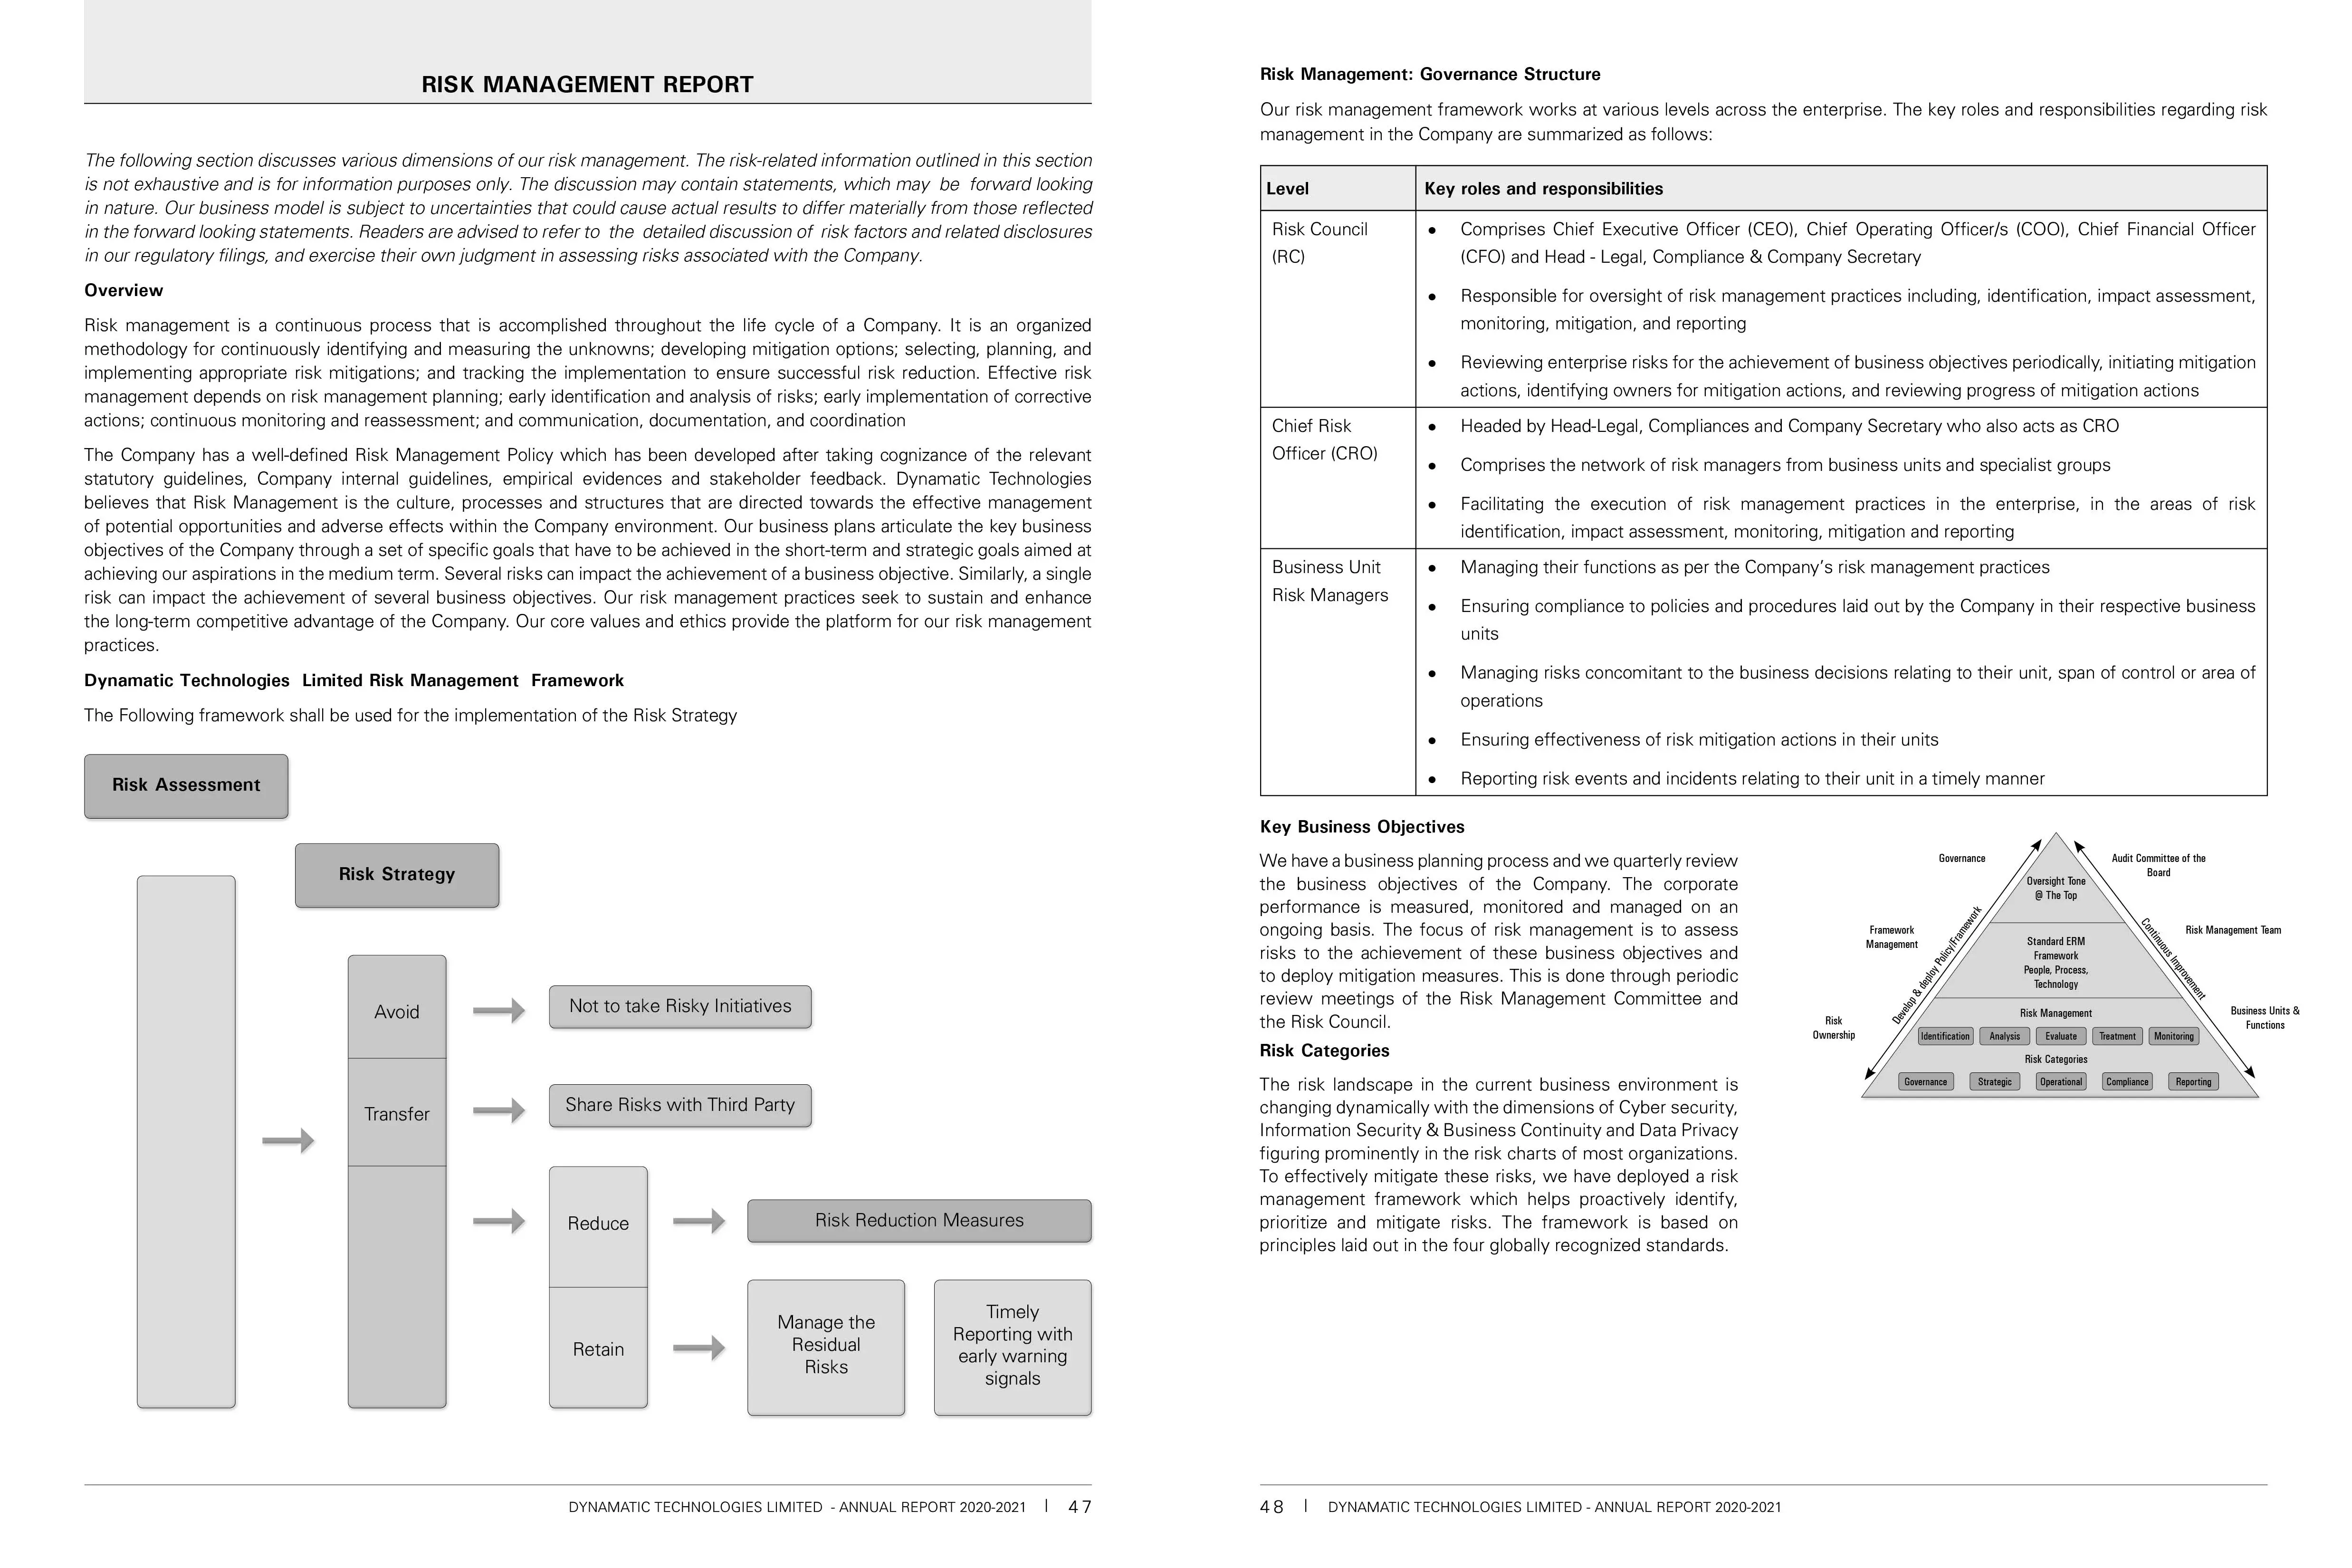 RISK MANAGEMENT REPORT
The following section discusses various dimensions of our risk management. The risk-related information outlined in this section
is not exhaustive and is for information purposes only. The discussion may contain statements, which may be forward looking
in nature. Our business model is subject to uncertainties that could cause actual results to differ materially from those reflected
in the forward looking statements. Readers are advised to refer to the detailed discussion of risk factors and related disclosures
in our regulatory filings, and exercise their own judgment in assessing risks associated with the Company.
Overview
Risk management is a continuous process that is accomplished throughout the life cycle of a Company. It is an organized
methodology for continuously identifying and measuring the unknowns; developing mitigation options; selecting, planning, and
implementing appropriate risk mitigations; and tracking the implementation to ensure successful risk reduction. Effective risk
management depends on risk management planning; early identification and analysis of risks; early implementation of corrective
actions; continuous monitoring and reassessment; and communication, documentation, and coordination
The Company has a well-defined Risk Management Policy which has been developed after taking cognizance of the relevant
statutory guidelines, Company internal guidelines, empirical evidences and stakeholder feedback. Dynamatic Technologies
believes that Risk Management is the culture, processes and structures that are directed towards the effective management
of potential opportunities and adverse effects within the Company environment. Our business plans articulate the key business
objectives of the Company through a set of specific goals that have to be achieved in the short-term and strategic goals aimed at
achieving our aspirations in the medium term. Several risks can impact the achievement of a business objective. Similarly, a single
risk can impact the achievement of several business objectives. Our risk management practices seek to sustain and enhance
the long-term competitive advantage of the Company. Our core values and ethics provide the platform for our risk management
practices.
Dynamatic Technologies Limited Risk Management Framework
The Following framework shall be used for the implementation of the Risk Strategy
Risk Assessment
Risk Strategy
Avoid
Not to take Risky Initiatives
Transfer
Share Risks with Third Party
Reduce
Risk Reduction Measures
Retain
Manage the
Residual
Risks
Timely
Reporting with
early warning
signals
DYNAMATIC TECHNOLOGIES LIMITED - ANNUAL REPORT 2020-2021 | 47
Risk Management: Governance Structure
Our risk management framework works at various levels across the enterprise. The key roles and responsibilities regarding risk
management in the Company are summarized as follows:
Level
Key roles and responsibilities
Risk Council
(RC)
● Comprises Chief Executive Officer (CEO), Chief Operating Officer/s (COO), Chief Financial Officer
(CFO) and Head - Legal, Compliance & Company Secretary
● Responsible for oversight of risk management practices including, identification, impact assessment,
monitoring, mitigation, and reporting
● Reviewing enterprise risks for the achievement of business objectives periodically, initiating mitigation
actions, identifying owners for mitigation actions, and reviewing progress of mitigation actions
Chief Risk
Officer (CRO)
● Headed by Head-Legal, Compliances and Company Secretary who also acts as CRO
● Comprises the network of risk managers from business units and specialist groups
● Facilitating the execution of risk management practices in the enterprise, in the areas of risk
identification, impact assessment, monitoring, mitigation and reporting
Business Unit
Risk Managers
● Managing their functions as per the Company’s risk management practices
● Ensuring compliance to policies and procedures laid out by the Company in their respective business
units
● Managing risks concomitant to the business decisions relating to their unit, span of control or area of
operations
● Ensuring effectiveness of risk mitigation actions in their units
● Reporting risk events and incidents relating to their unit in a timely manner
Key Business Objectives
We have a business planning process and we quarterly review
the business objectives of the Company. The corporate
performance is measured, monitored and managed on an
ongoing basis. The focus of risk management is to assess
risks to the achievement of these business objectives and
to deploy mitigation measures. This is done through periodic
review meetings of the Risk Management Committee and
the Risk Council.
Risk Categories
The risk landscape in the current business environment is
changing dynamically with the dimensions of Cyber security,
Information Security & Business Continuity and Data Privacy
figuring prominently in the risk charts of most organizations.
To effectively mitigate these risks, we have deployed a risk
management framework which helps proactively identify,
prioritize and mitigate risks. The framework is based on
principles laid out in the four globally recognized standards.
Governance
Audit Committee of the
Board
Oversight Tone
@ The Top
Framework
Management
Risk Management Team
Develop & deploy Policy/Framework
Continuous Improvement
Standard ERM
Framework
People, Process,
Technology
Risk
Ownership
Business Units &
Functions
Risk Management
Identification
Analysis
Evaluate
Treatment
Monitoring
Risk Categories
Governance
Strategic
Operational
Compliance
Reporting
48 | DYNAMATIC TECHNOLOGIES LIMITED - ANNUAL REPORT 2020-2021